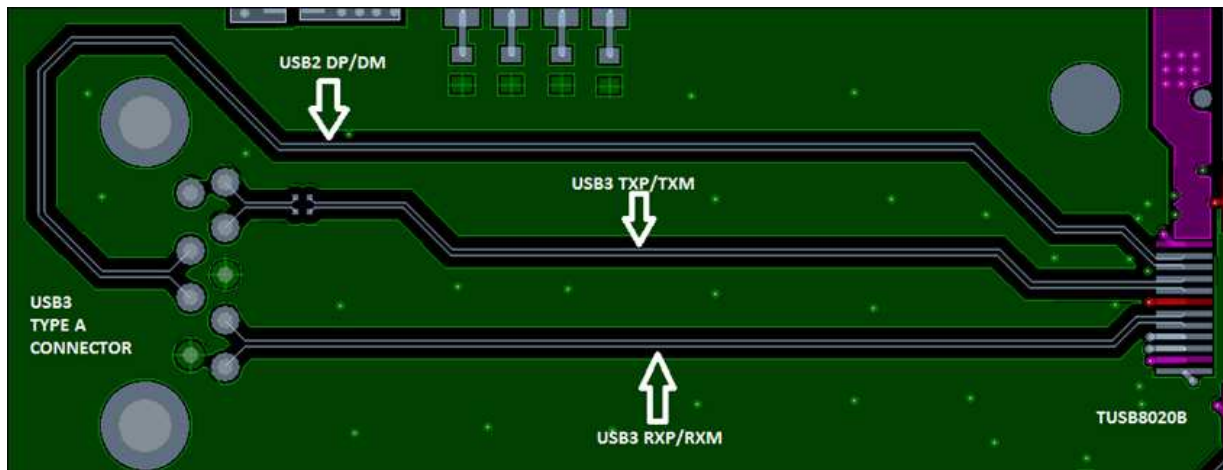 USB2 DP/DM
USB3 TXP/TXM
USB3
TYPE A
CONNECTOR
TUSB8020B
USB3 RXP/RXM